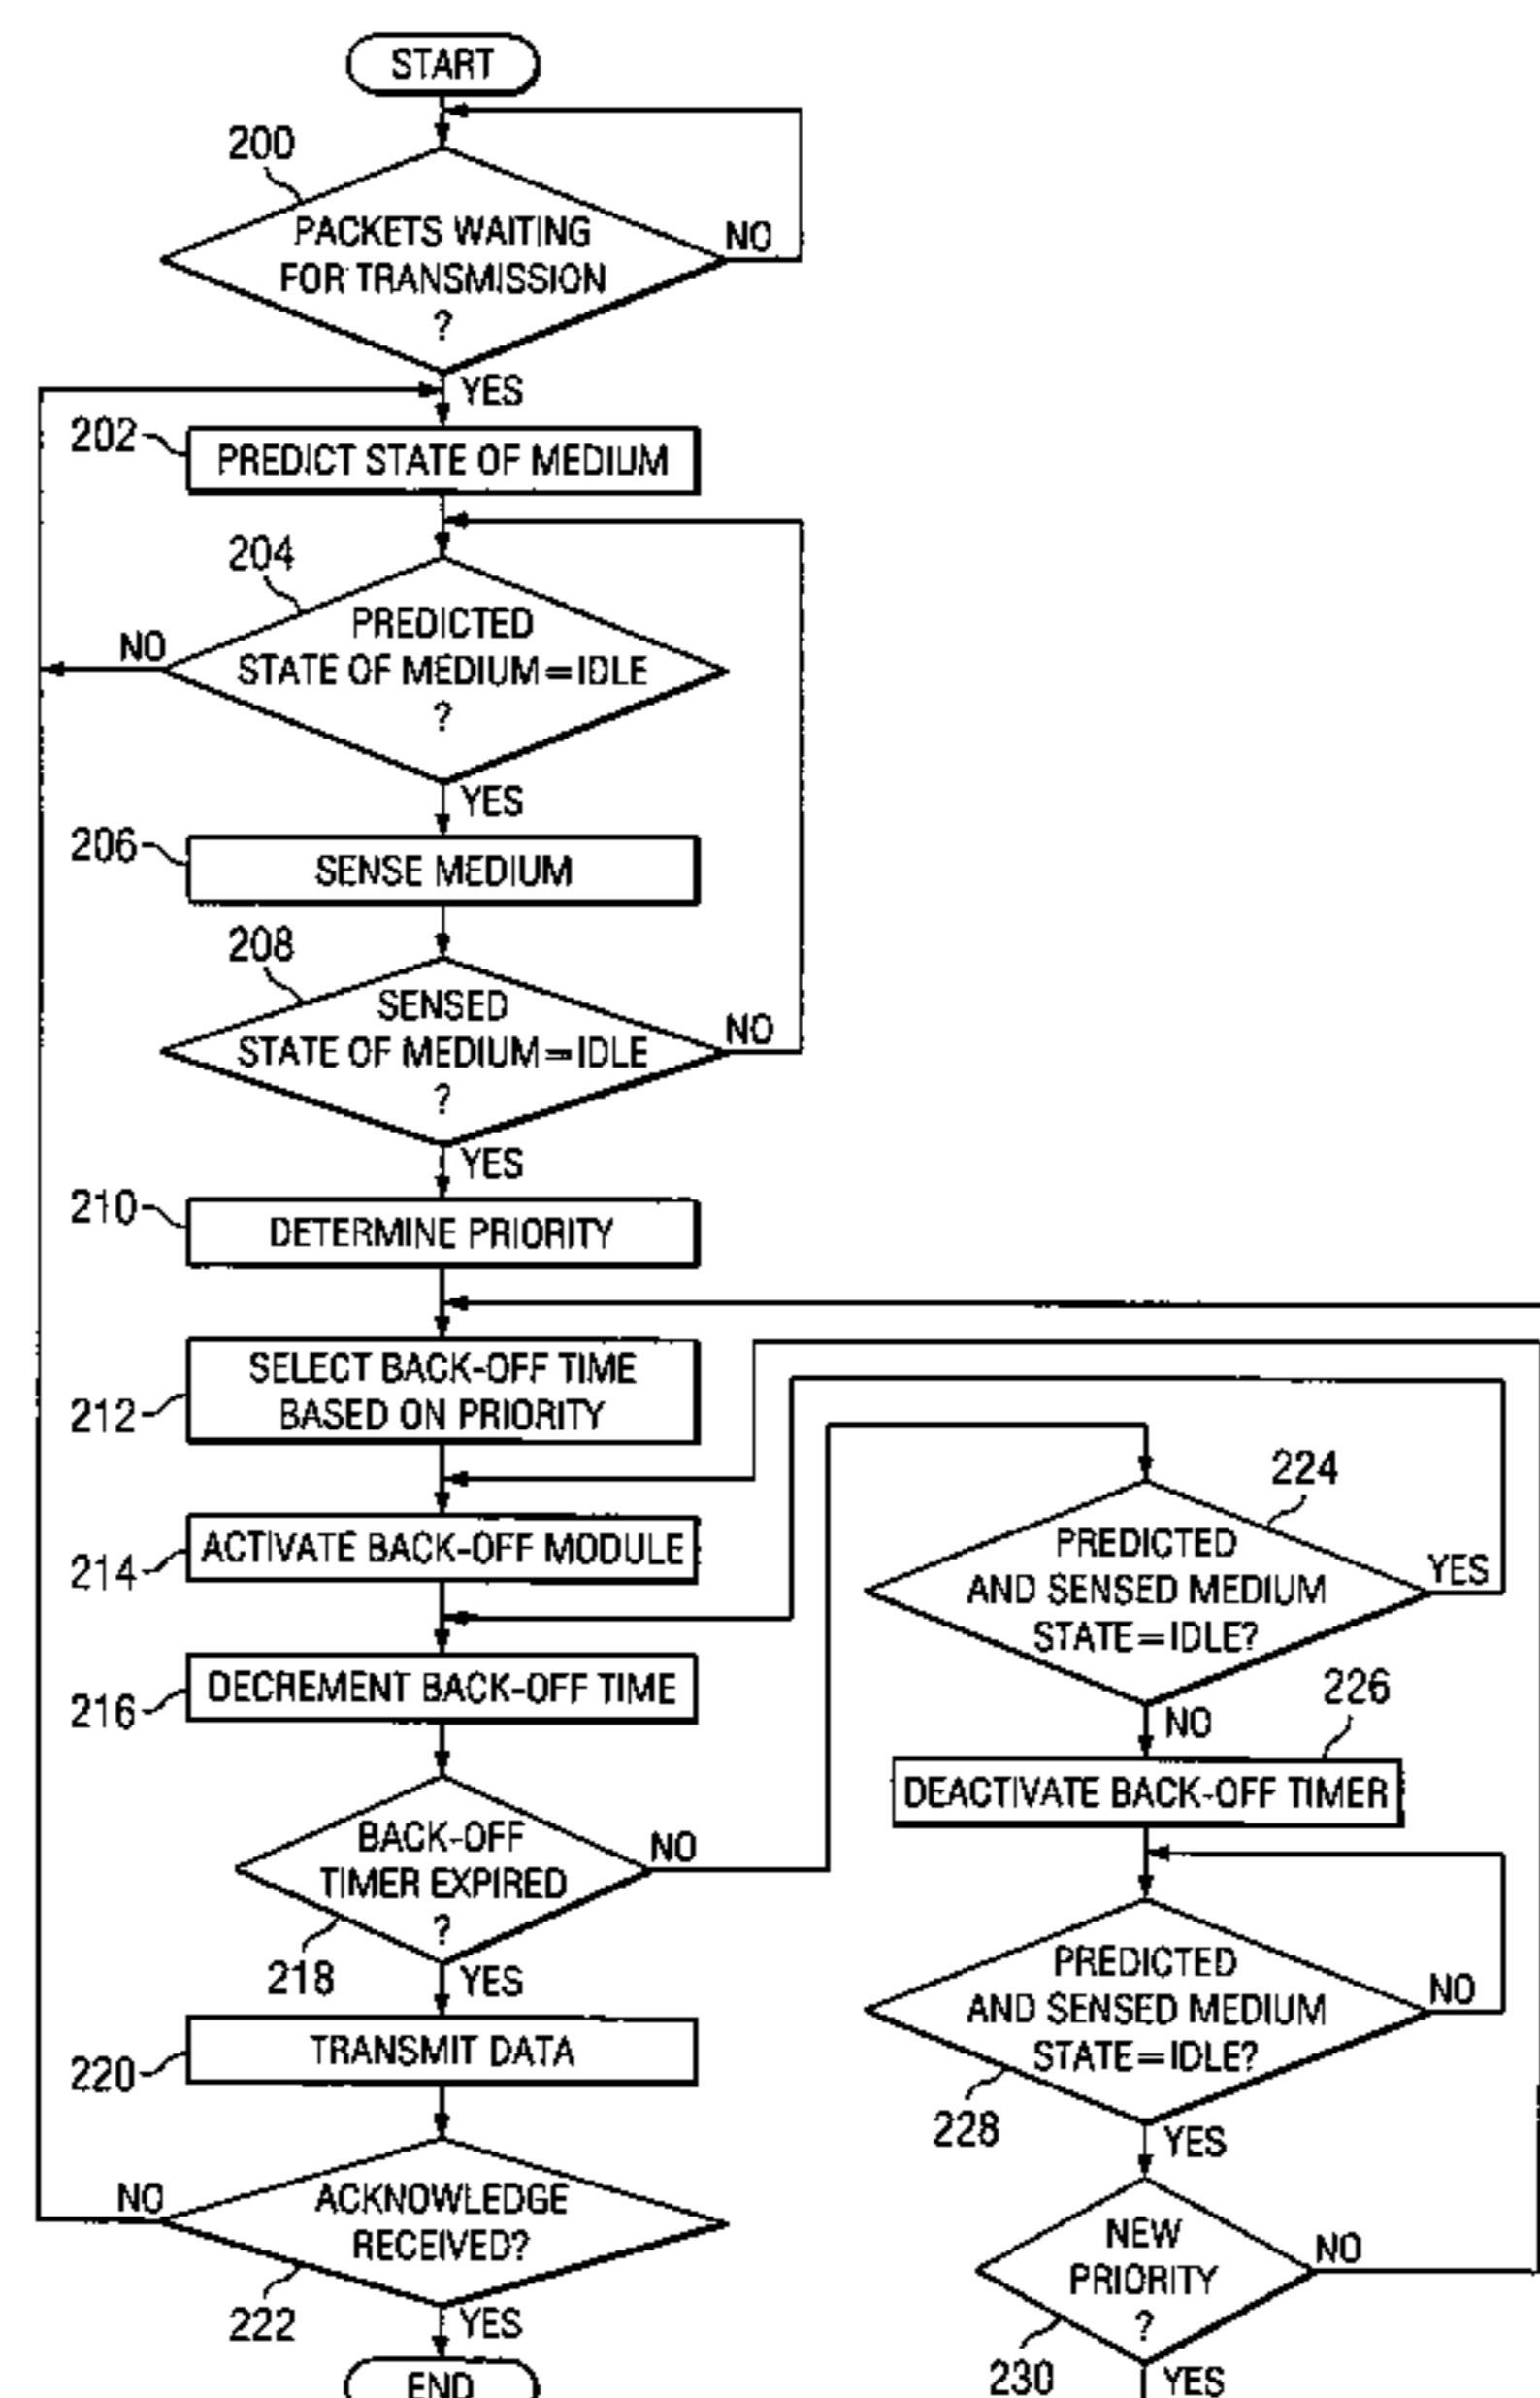 START
200
PACKETS WAITING
FOR TRANSMISSION
?
NO
YES
202
PREDICT STATE OF MEDIUM
204
PREDICTED
STATE OF MEDIUM=IDLE
?
NO
YES
206
SENSE MEDIUM
208
SENSED
STATE OF MEDIUM=IDLE
?
NO
YES
210
DETERMINE PRIORITY
212
SELECT BACK-OFF TIME
BASED ON PRIORITY
214
ACTIVATE BACK-OFF MODULE
216
DECREMENT BACK-OFF TIME
BACK-OFF
TIMER EXPIRED
?
NO
218
YES
220
TRANSMIT DATA
ACKNOWLEDGE
RECEIVED?
NO
222
YES
END
224
PREDICTED
AND SENSED MEDIUM
STATE=IDLE?
YES
NO
226
DEACTIVATE BACK-OFF TIMER
PREDICTED
AND SENSED MEDIUM
STATE=IDLE?
NO
228
YES
NEW
PRIORITY
?
NO
230
YES